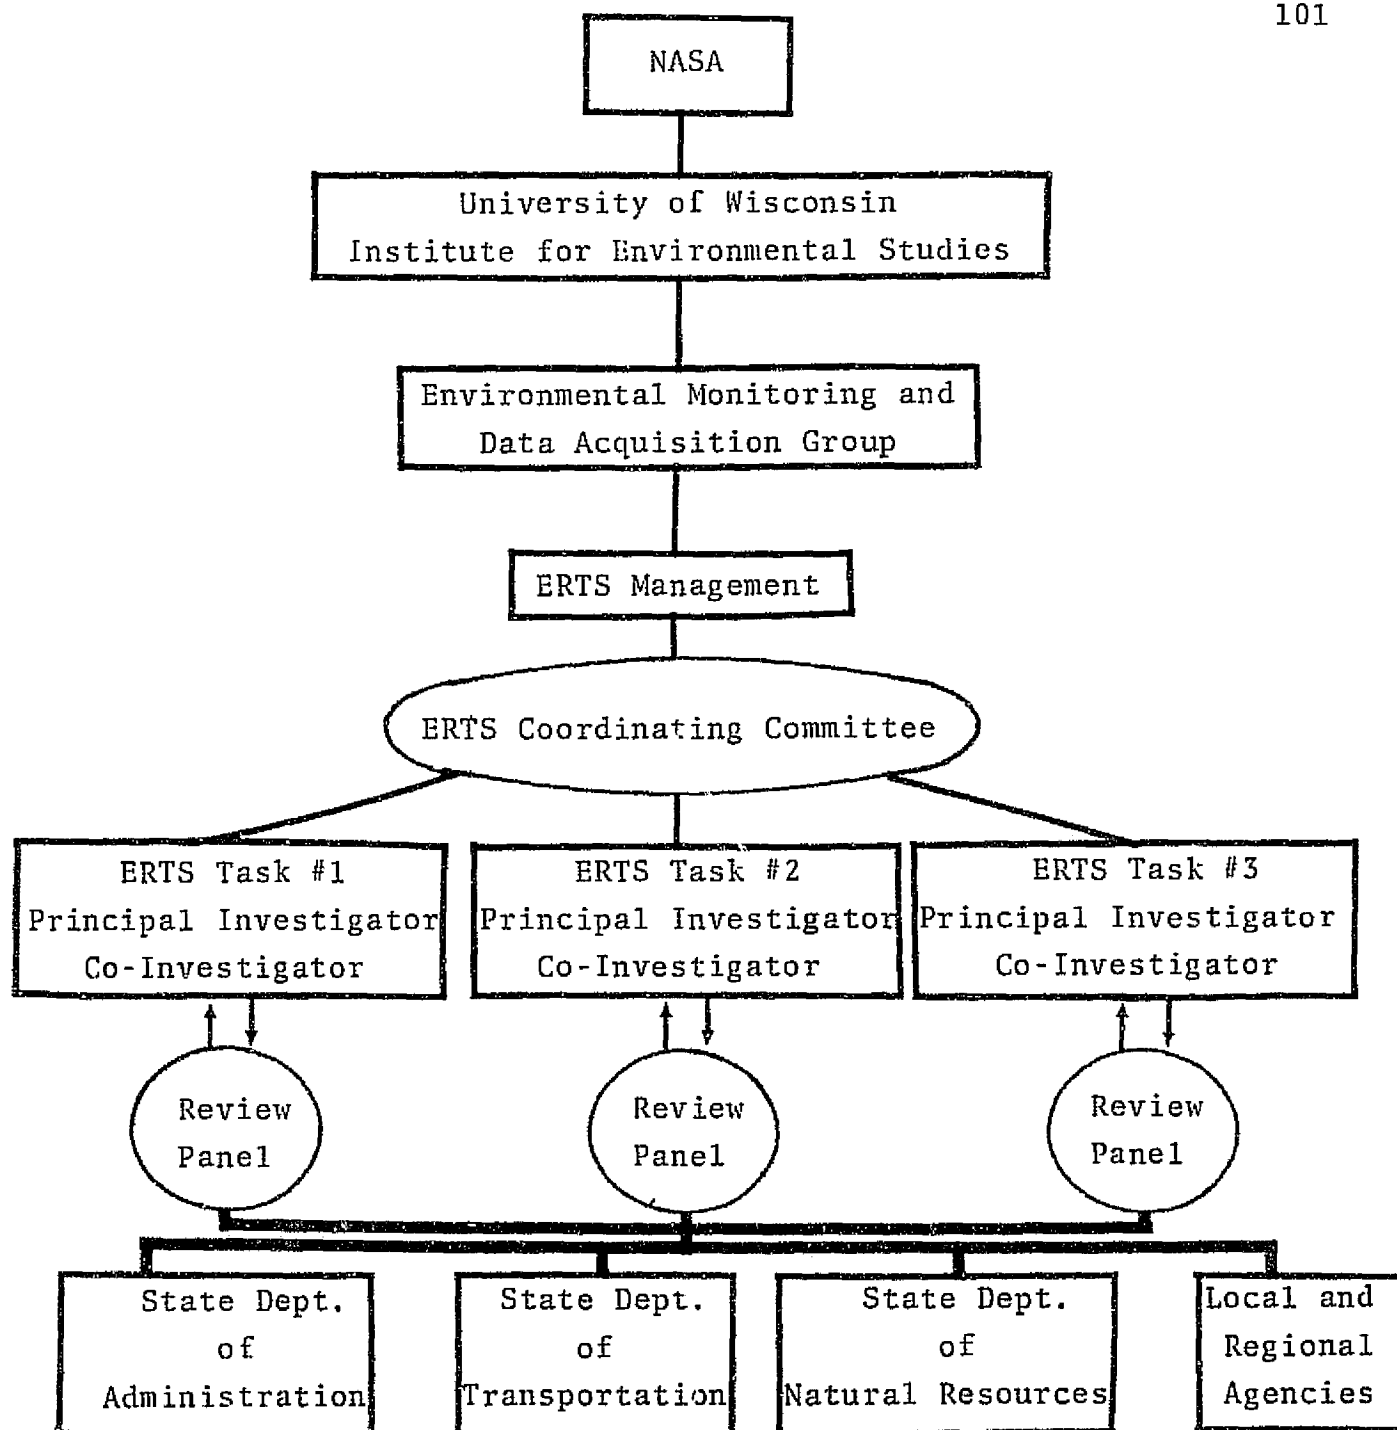 101
NASA
University of Wisconsin
Institute for Environmental Studies
Environmental Monitoring and
Data Acquisition Group
ERTS Management
ERTS Coordinating Committee
ERTS Task #1
Principal Investigator
Co-Investigator
ERTS Task #2
Principal Investigator
Co-Investigator
ERTS Task #3
Principal Investigator
Co-Investigator
Review
Panel
Review
Panel
Review
Panel
State Dept.
of
Administration
State Dept.
of
Transportation
State Dept.
of
Natural Resources
Local and
Regional
Agencies